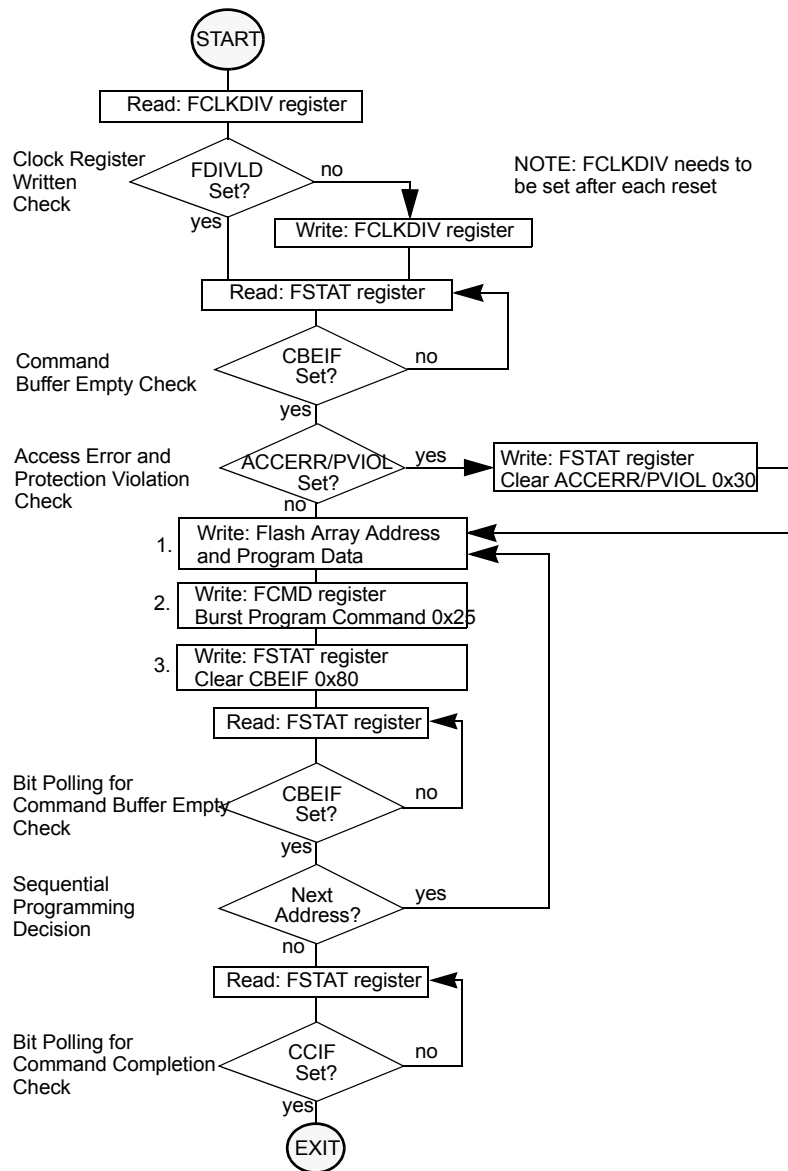 START
Read: FCLKDIV register
Clock Register
Written
Check
FDIVLD
Set?
no
yes
NOTE: FCLKDIV needs to
be set after each reset
Write: FCLKDIV register
Read: FSTAT register
Command
Buffer Empty Check
CBEIF
Set?
no
yes
Access Error and
Protection Violation
Check
ACCERR/PVIOL
Set?
yes
no
Write: FSTAT register
Clear ACCERR/PVIOL 0x30
1.
Write: Flash Array Address
and Program Data
2.
Write: FCMD register
Burst Program Command 0x25
3.
Write: FSTAT register
Clear CBEIF 0x80
Read: FSTAT register
Bit Polling for
Command Buffer Empty
Check
CBEIF
Set?
no
yes
Sequential
Programming
Decision
Next
Address?
yes
no
Read: FSTAT register
Bit Polling for
Command Completion
Check
CCIF
Set?
no
yes
EXIT